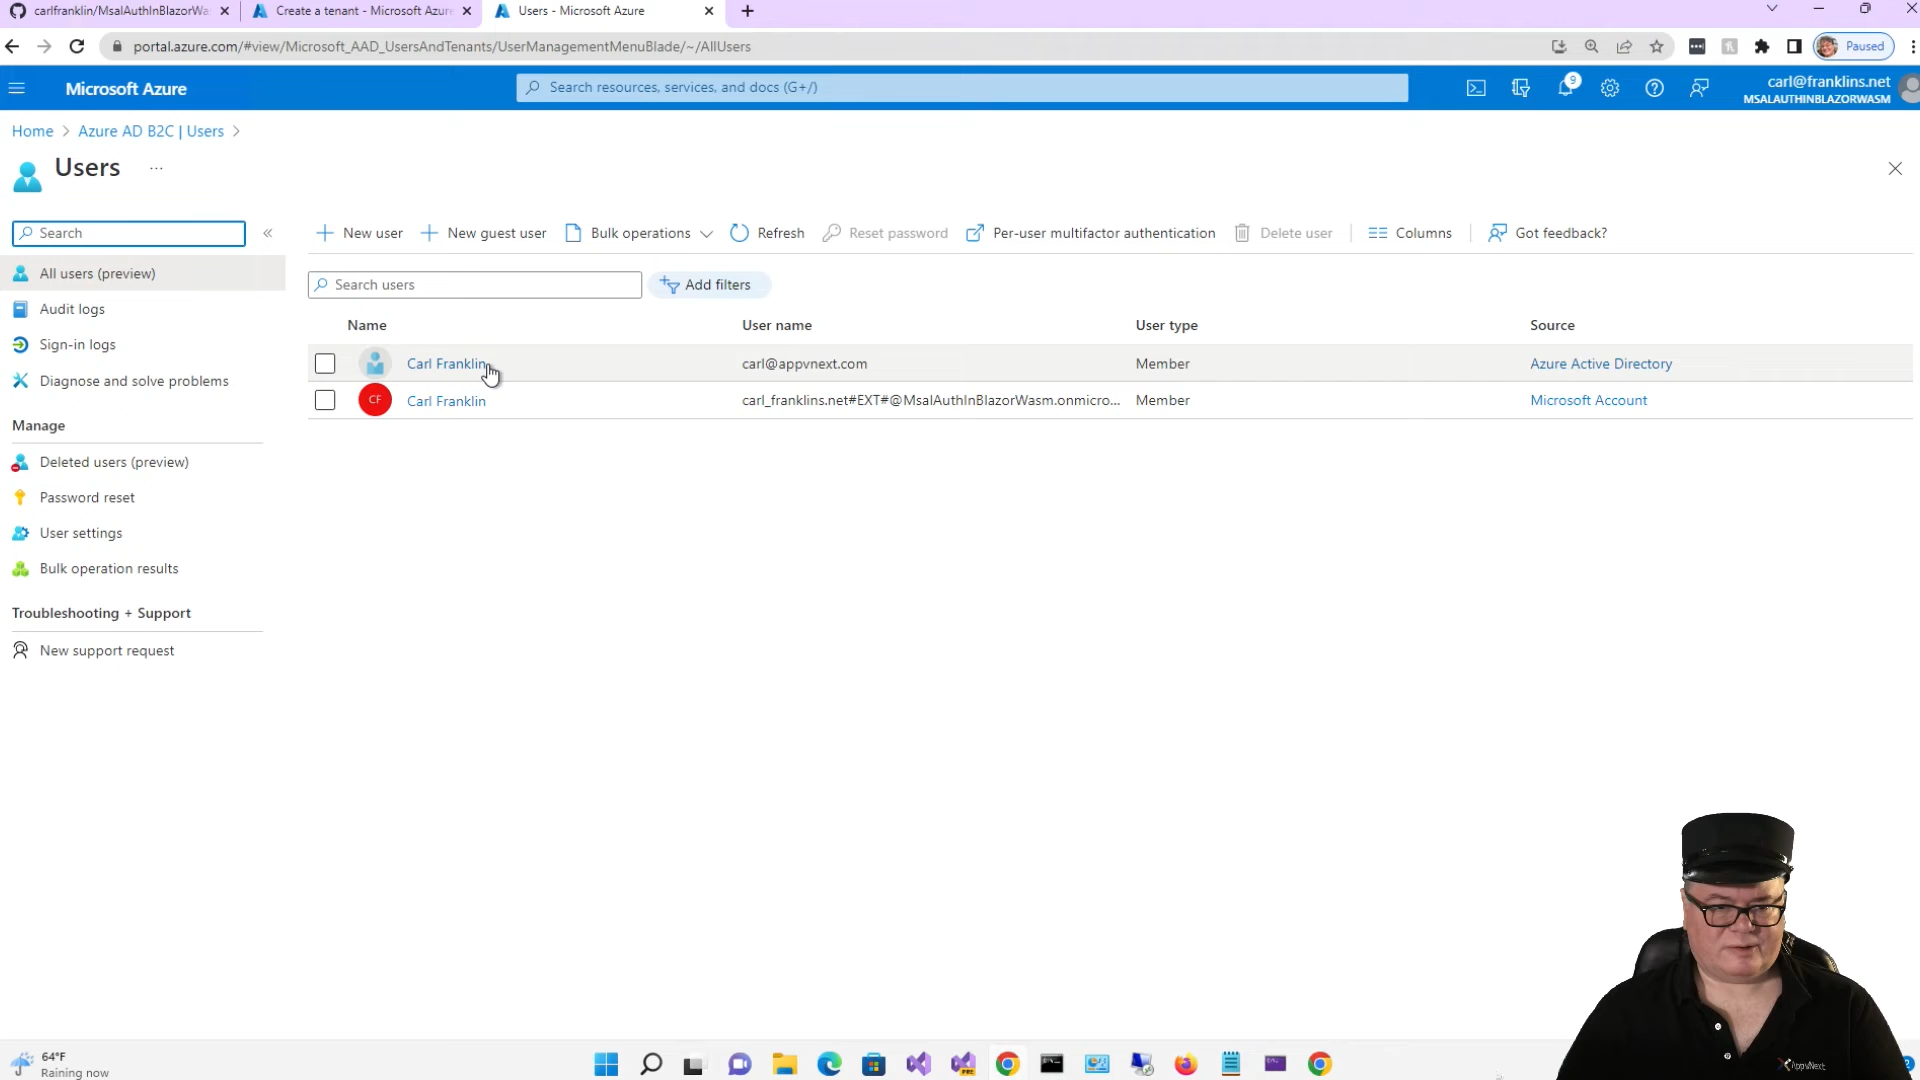 carlfranklin/MsalAuthInBlazorWa
Create a tenant - Microsoft Azure
Users - Microsoft Azure
portal.azure.com/#view/Microsoft_AAD_UsersAndTenants/UserManagementMenuBlade/~/AllUsers
Paused
Microsoft Azure
Search resources, services, and docs (G+/)
9
carl@franklins.net
MSALAUTHINBLAZORWASM
Home > Azure AD B2C | Users >
Users ...
Search
New user
New guest user
Bulk operations
Refresh
Reset password
Per-user multifactor authentication
Delete user
Columns
Got feedback?
All users (preview)
Audit logs
Sign-in logs
Diagnose and solve problems
Manage
Deleted users (preview)
Password reset
User settings
Bulk operation results
Troubleshooting + Support
New support request
Search users
Add filters
Name User name User type Source
Carl Franklin carl@appvnext.com Member Azure Active Directory
CF Carl Franklin carl_franklins.net#EXT#@MsalAuthInBlazorWasm.onmicro... Member Microsoft Account
AppvNext
64°F
Raining now
PRE
2